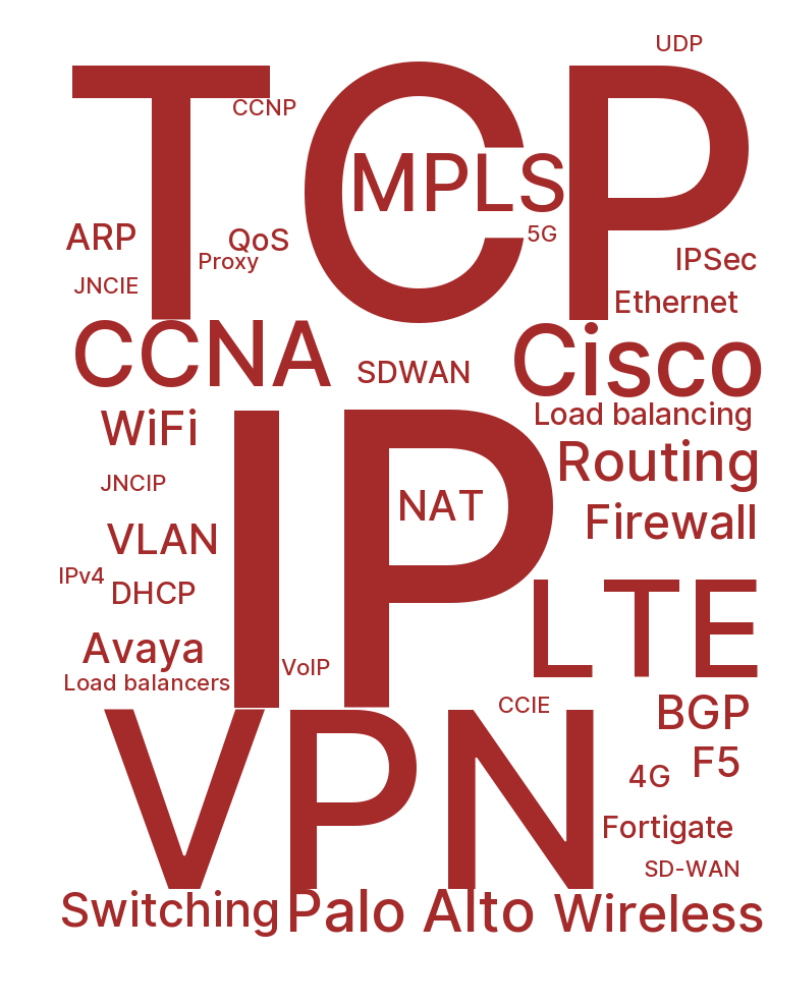 UDP
TCP
CCNP
MPLS
ARP
QoS
5G
Proxy
IPSec
JNCIE
Ethernet
CCNA
SDWAN
Cisco
Load balancing
WiFi
Routing
JNCIP
IP
NAT
Firewall
VLAN
IPv4
DHCP
LTE
Avaya
VoIP
Load balancers
CCIE
BGP
VPN
F5
4G
Fortigate
SD-WAN
Switching
Palo Alto
Wireless